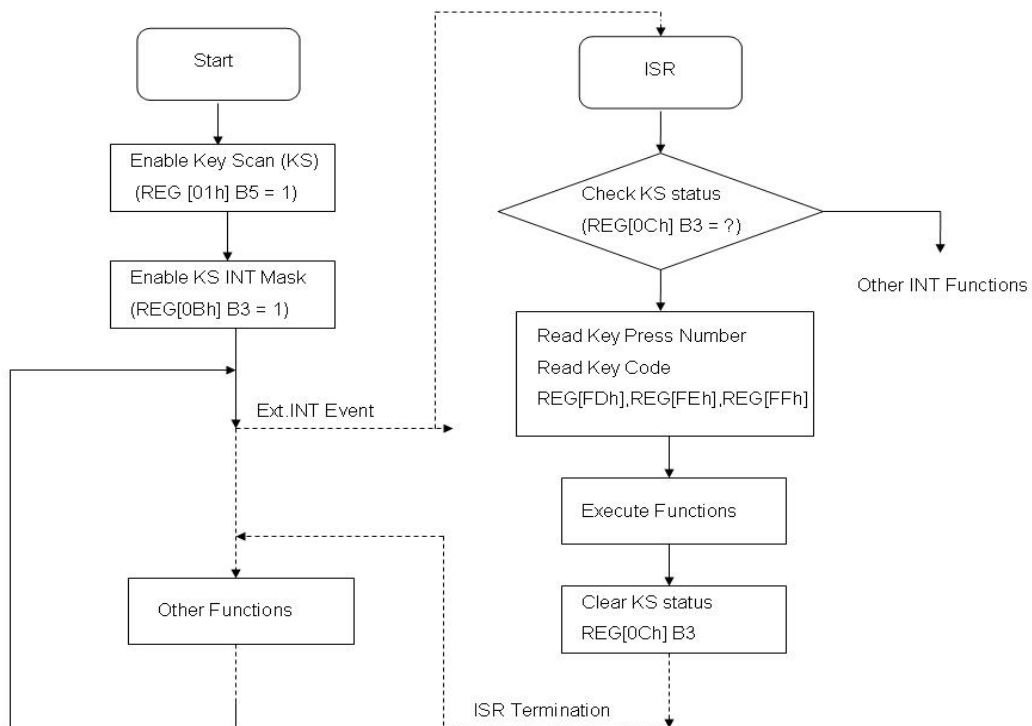 Start
Enable Key Scan (KS)
(REG [01h] B5 = 1)
Enable KS INT Mask
(REG[0Bh] B3 = 1)
Ext.INT Event
Other Functions
ISR
Check KS status
(REG[0Ch] B3 = ?)
Other INT Functions
Read Key Press Number
Read Key Code
REG[FDh],REG[FEh],REG[FFh]
Execute Functions
Clear KS status
REG[0Ch] B3
ISR Termination